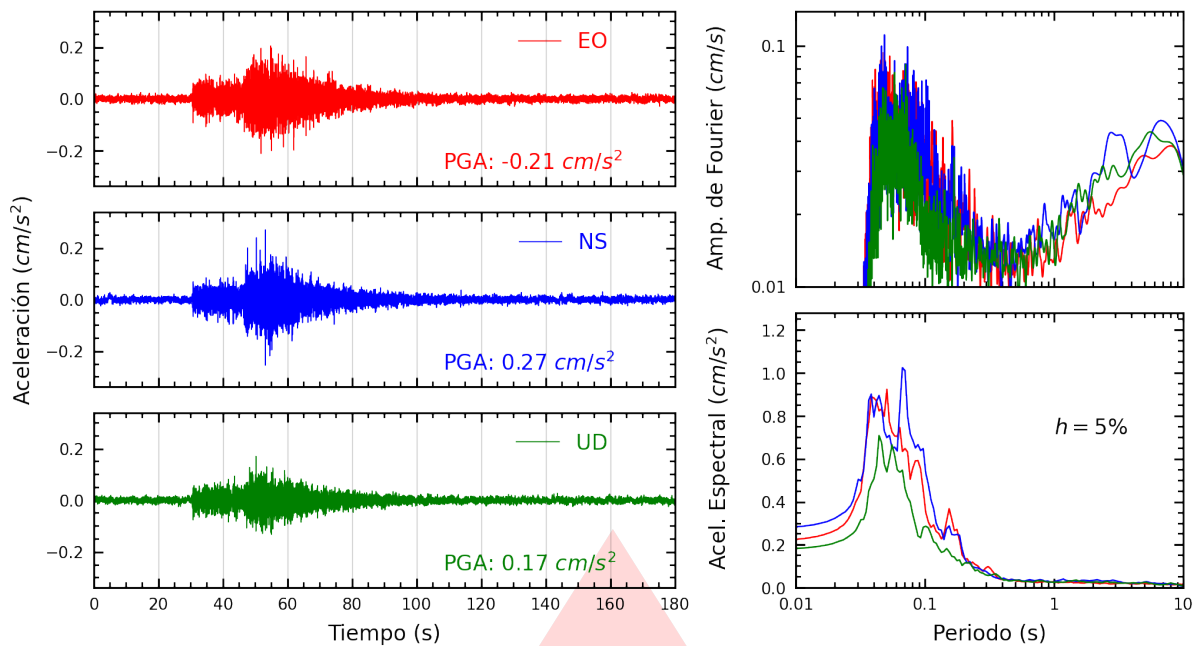 Aceleración (cm/s²)
0.2
0.0
−0.2
EO
PGA: -0.21 cm/s²
0.2
0.0
−0.2
NS
PGA: 0.27 cm/s²
0.2
0.0
−0.2
UD
PGA: 0.17 cm/s²
0 20 40 60 80 100 120 140 160 180
Tiempo (s)
Amp. de Fourier (cm/s)
0.1
0.01
Acel. Espectral (cm/s²)
1.2
1.0
0.8
0.6
0.4
0.2
0.0
h = 5%
0.01 0.1 1 10
Periodo (s)